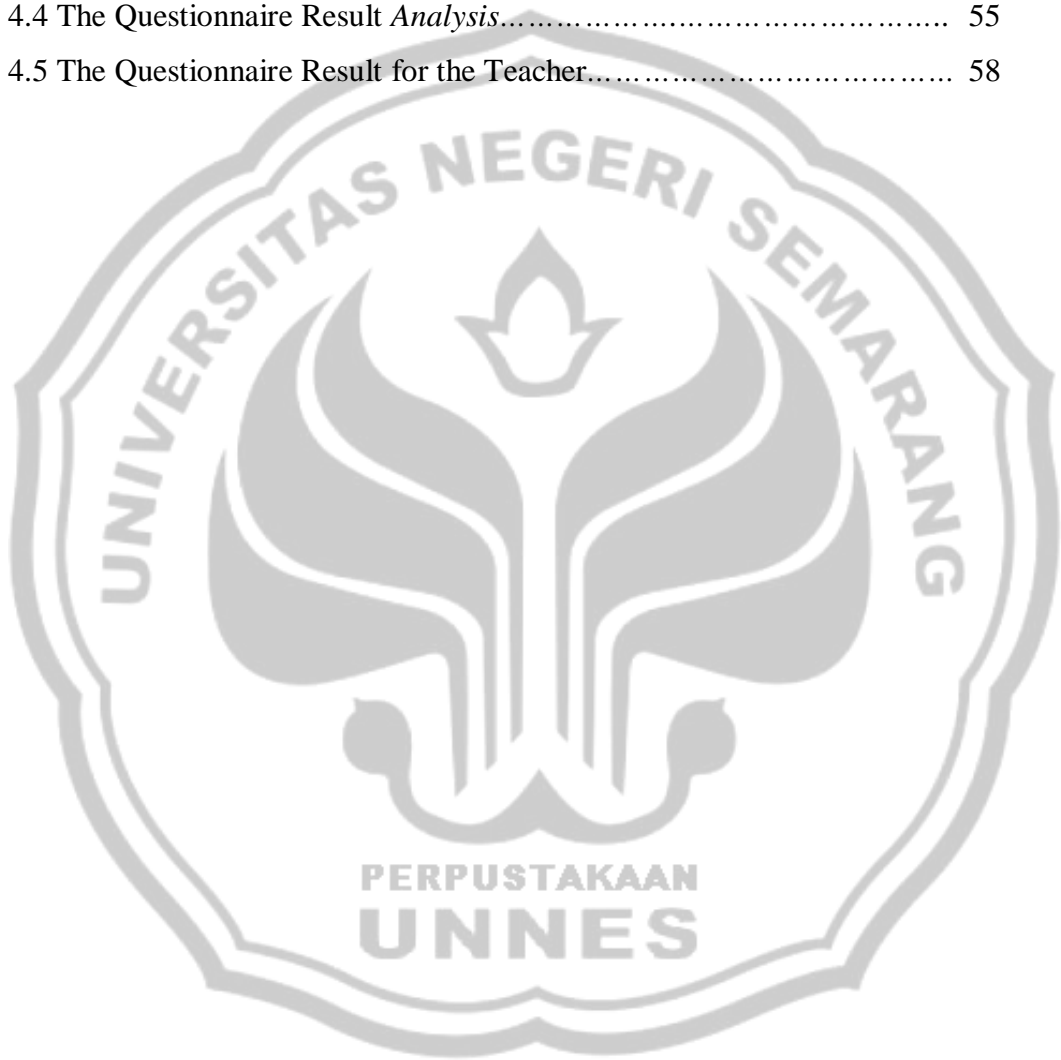 4.4 The Questionnaire Result Analysis…………….………………………….. 55
4.5 The Questionnaire Result for the Teacher……………………………… 58
UNIVERSITAS NEGERI SEMARANG
PERPUSTAKAAN
UNNES